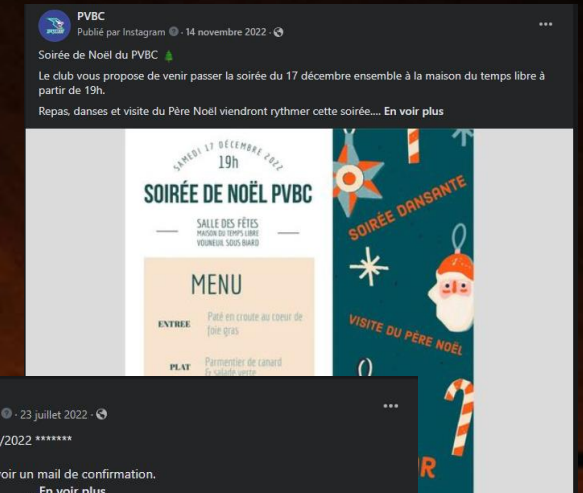 PVBC
Publié par Instagram · 14 novembre 2022 ·
Soirée de Noël du PVBC 🎄
Le club vous propose de venir passer la soirée du 17 décembre ensemble à la maison du temps libre à
partir de 19h.
Repas, danses et visite du Père Noël viendront rythmer cette soirée.... En voir plus
SAMEDI 17 DÉCEMBRE 2022
19h
SOIRÉE DE NOËL PVBC
SALLE DES FÊTES
MAISON DU TEMPS LIBRE
VOUNEUIL SOUS BIARD
MENU
ENTREE
Paté en croute au coeur de
foie gras
PLAT
Parmentier de canard
& salade verte
SOIRÉE DANSANTE
VISITE DU PÈRE NOËL
R
· 23 juillet 2022 ·
/2022 *******
voir un mail de confirmation.
En voir plus